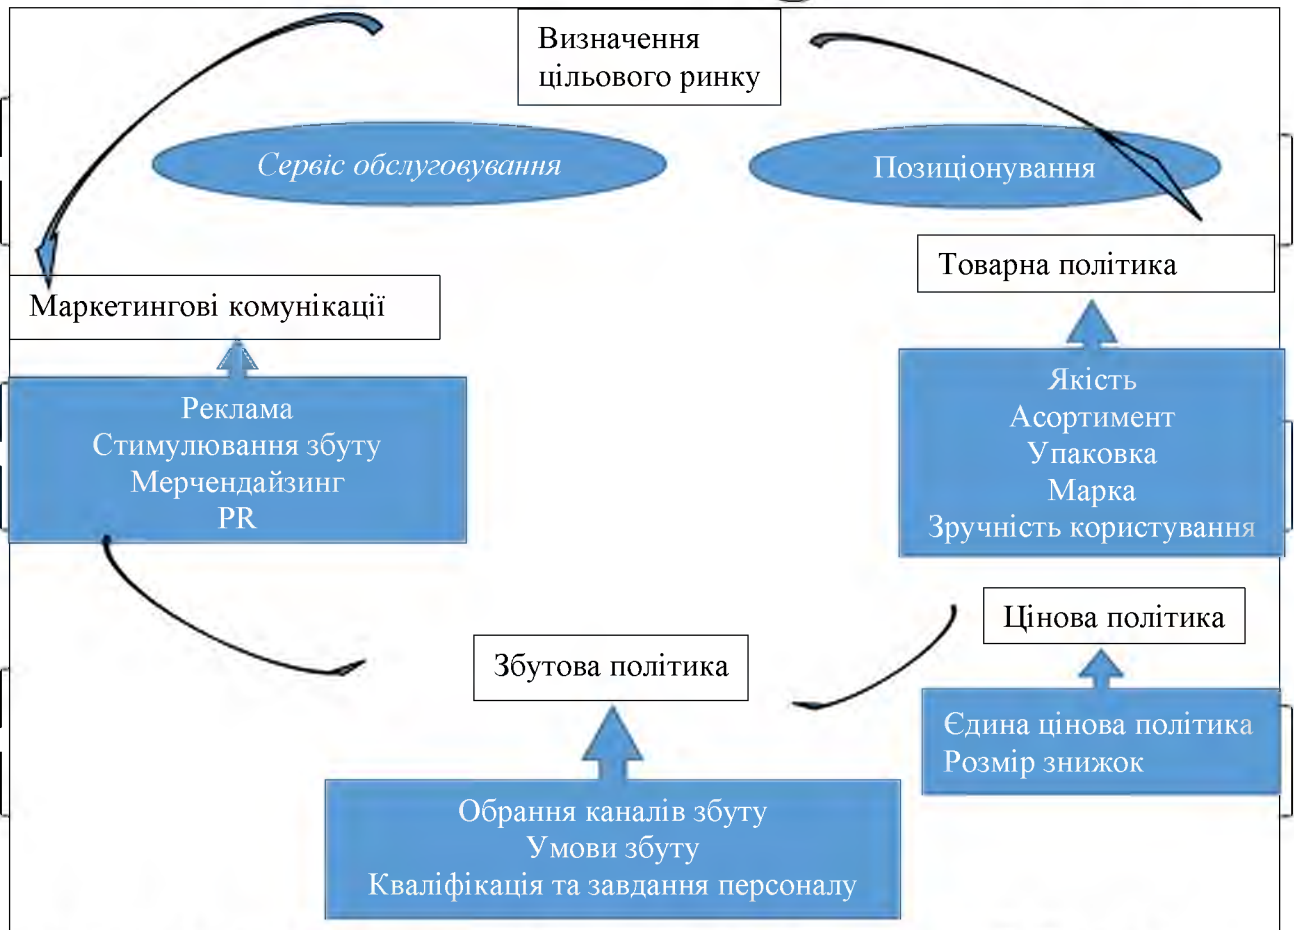 Визначення
цільового ринку
Сервіс обслуговування
Позиціонування
Товарна політика
Маркетингові комунікації
Якість
Асортимент
Упаковка
Марка
Зручність користування
Реклама
Стимулювання збуту
Мерчендайзинг
PR
Цінова політика
Збутова політика
Єдина цінова політика
Розмір знижок
Обрання каналів збуту
Умови збуту
Кваліфікація та завдання персоналу